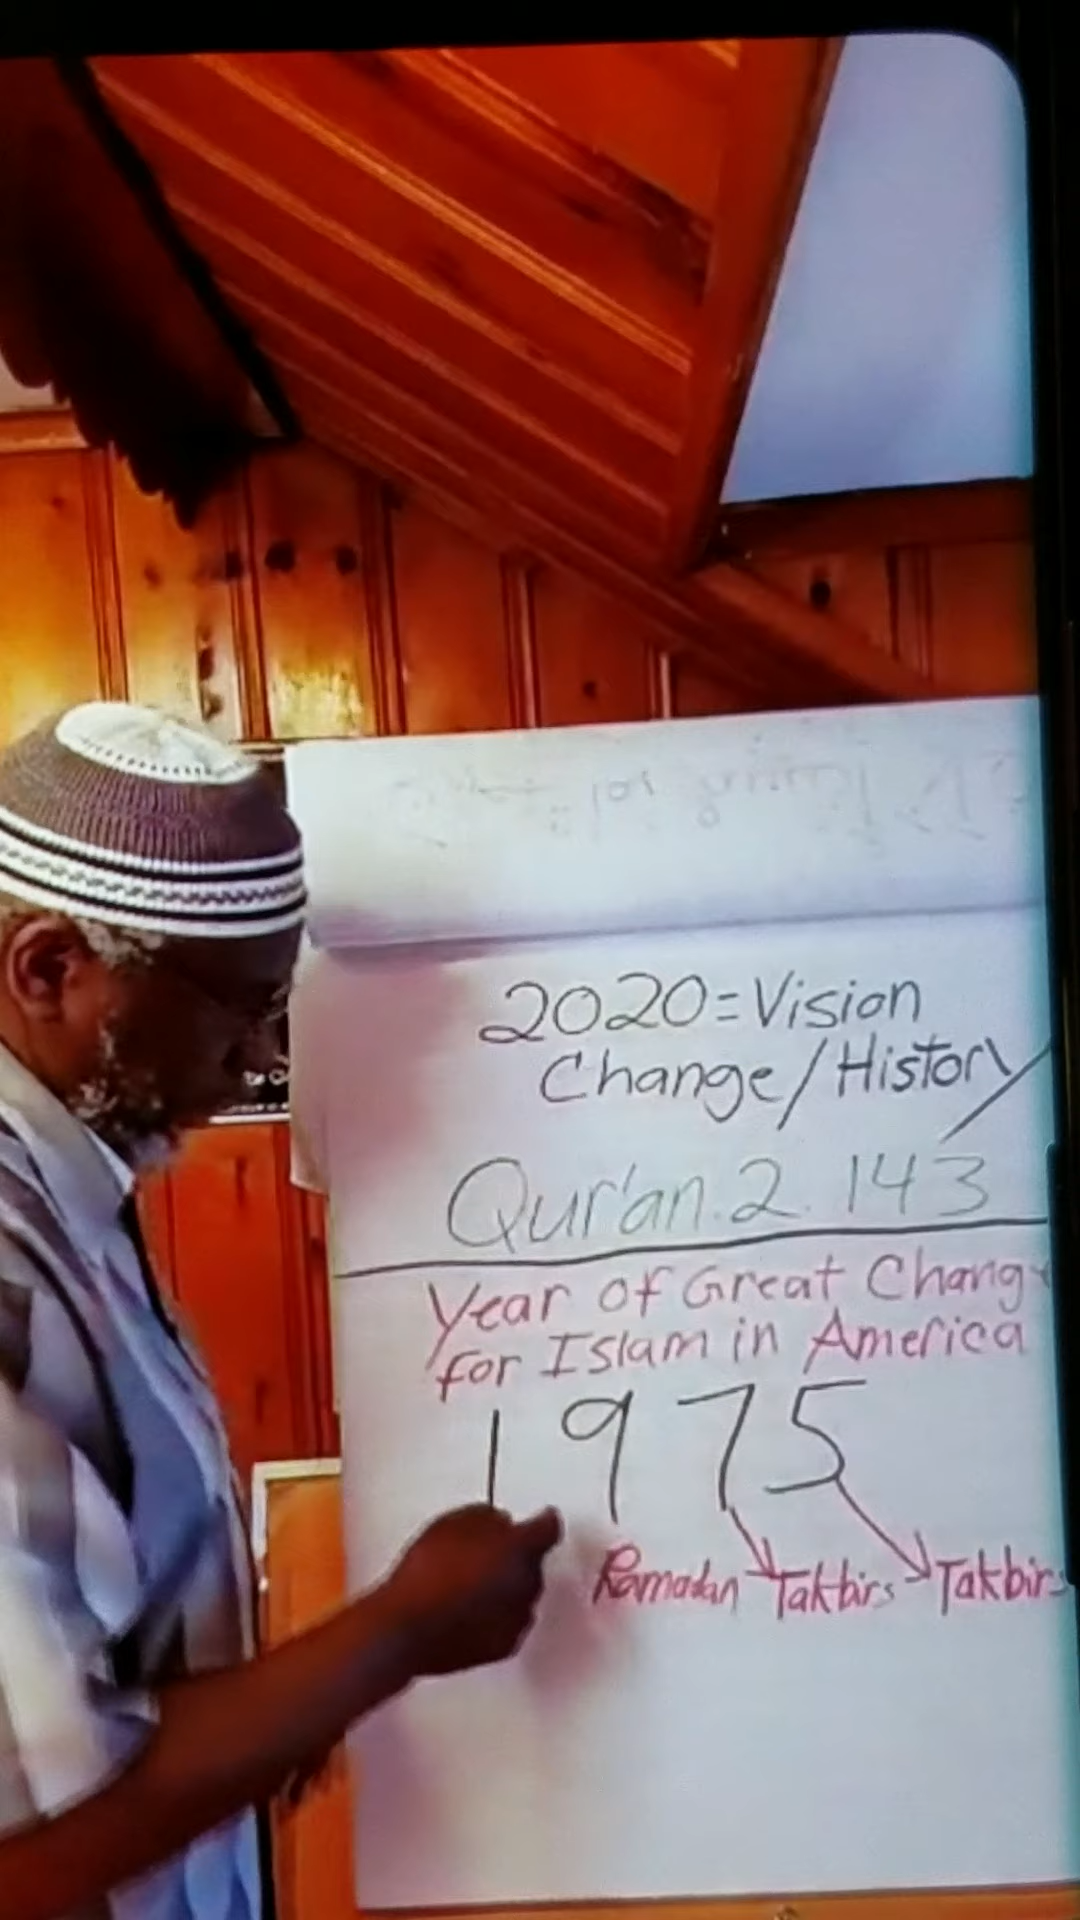 2020=Vision
Change/History
Qur'an.2.143
Year of Great Chang
for Islam in America
1975
Ramadan Takbirs Takbirs